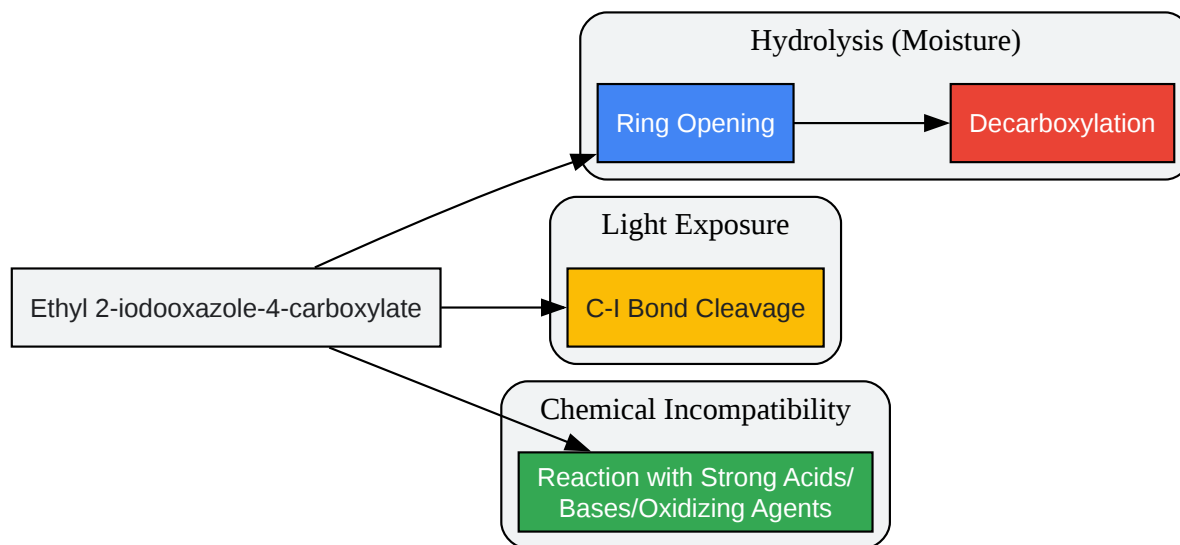 Hydrolysis (Moisture)
Ring Opening
Decarboxylation
Light Exposure
Ethyl 2-iodooxazole-4-carboxylate
C-I Bond Cleavage
Chemical Incompatibility
Reaction with Strong Acids/
Bases/Oxidizing Agents